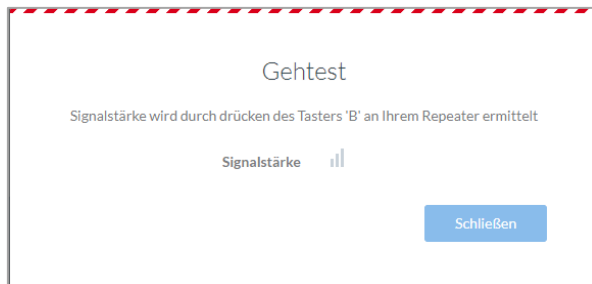 Gehtest
Signalstärke wird durch drücken des Tasters 'B' an Ihrem Repeater ermittelt
Signalstärke
Schließen